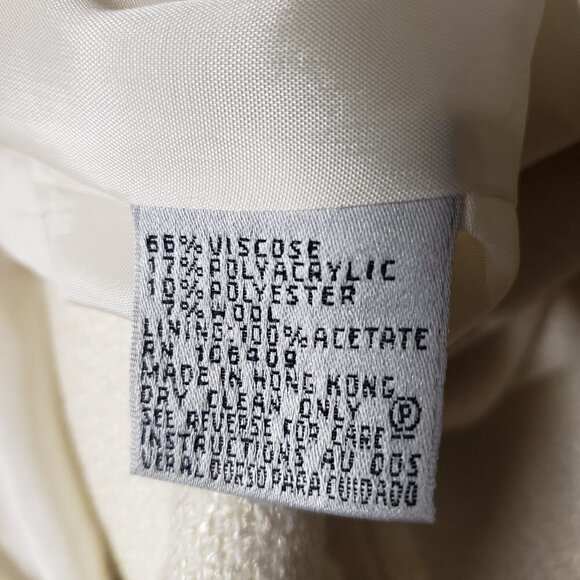 66% VISCOSE
17% POLYACRYLIC
10% POLYESTER
7% WOOL
LINING:100% ACETATE
RN 106409
MADE IN HONG KONG
DRY CLEAN ONLY
SEE REVERSE FOR CARE Ⓟ
INSTRUCTIONS AU DOS
VER AL DORSO PARA CUIDADO